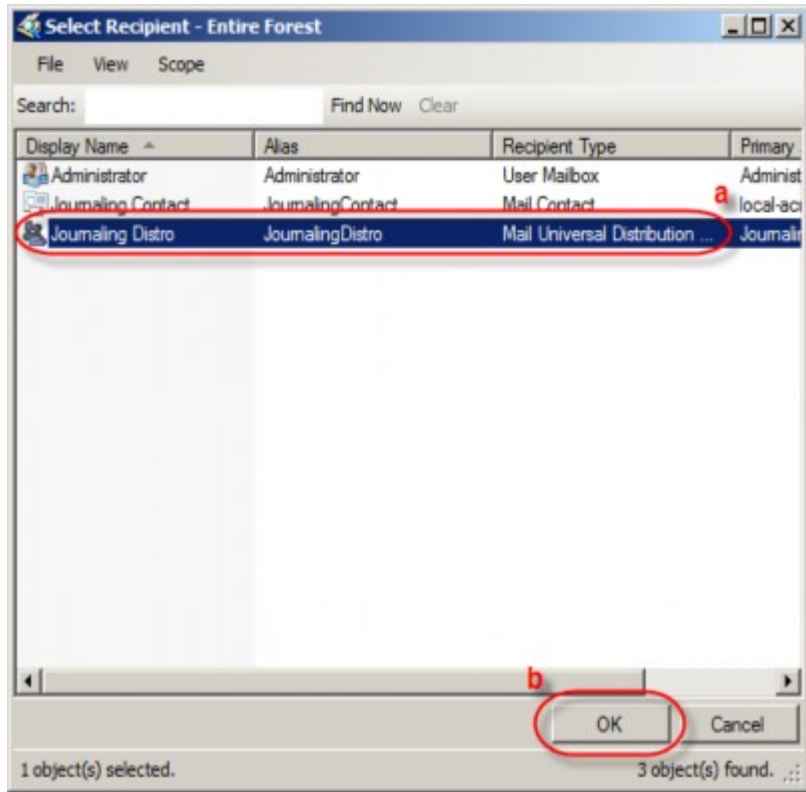 Select Recipient - Entire Forest
File View Scope
Search: Find Now Clear
Display Name Alias Recipient Type Primary
Administrator Administrator User Mailbox Administ
Journaling Contact JournalingContact Mail Contact local-acr
a
Journaling Distro JournalingDistro Mail Universal Distribution ... Journalin
b
OK Cancel
1 object(s) selected. 3 object(s) found.